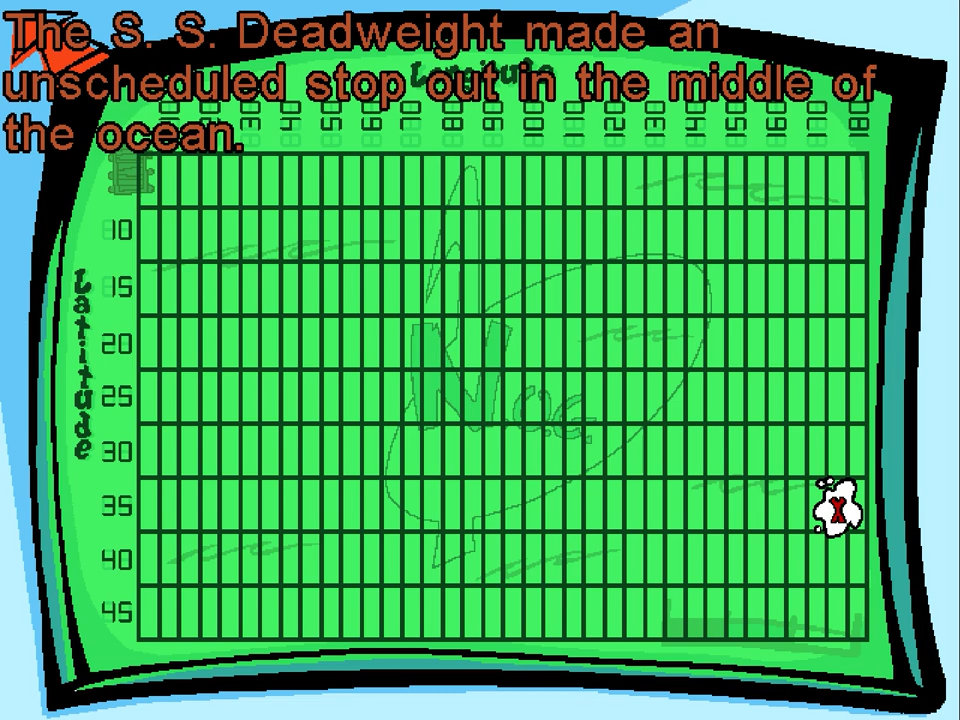 The S. S. Deadweight made an
unscheduled stop out in the middle of
the ocean.
Longitude
30 40 50 60 70 80 90 100 110 120 130 140 150 160 170 180
Latitude
10
15
20
25
30
35
40
45
X